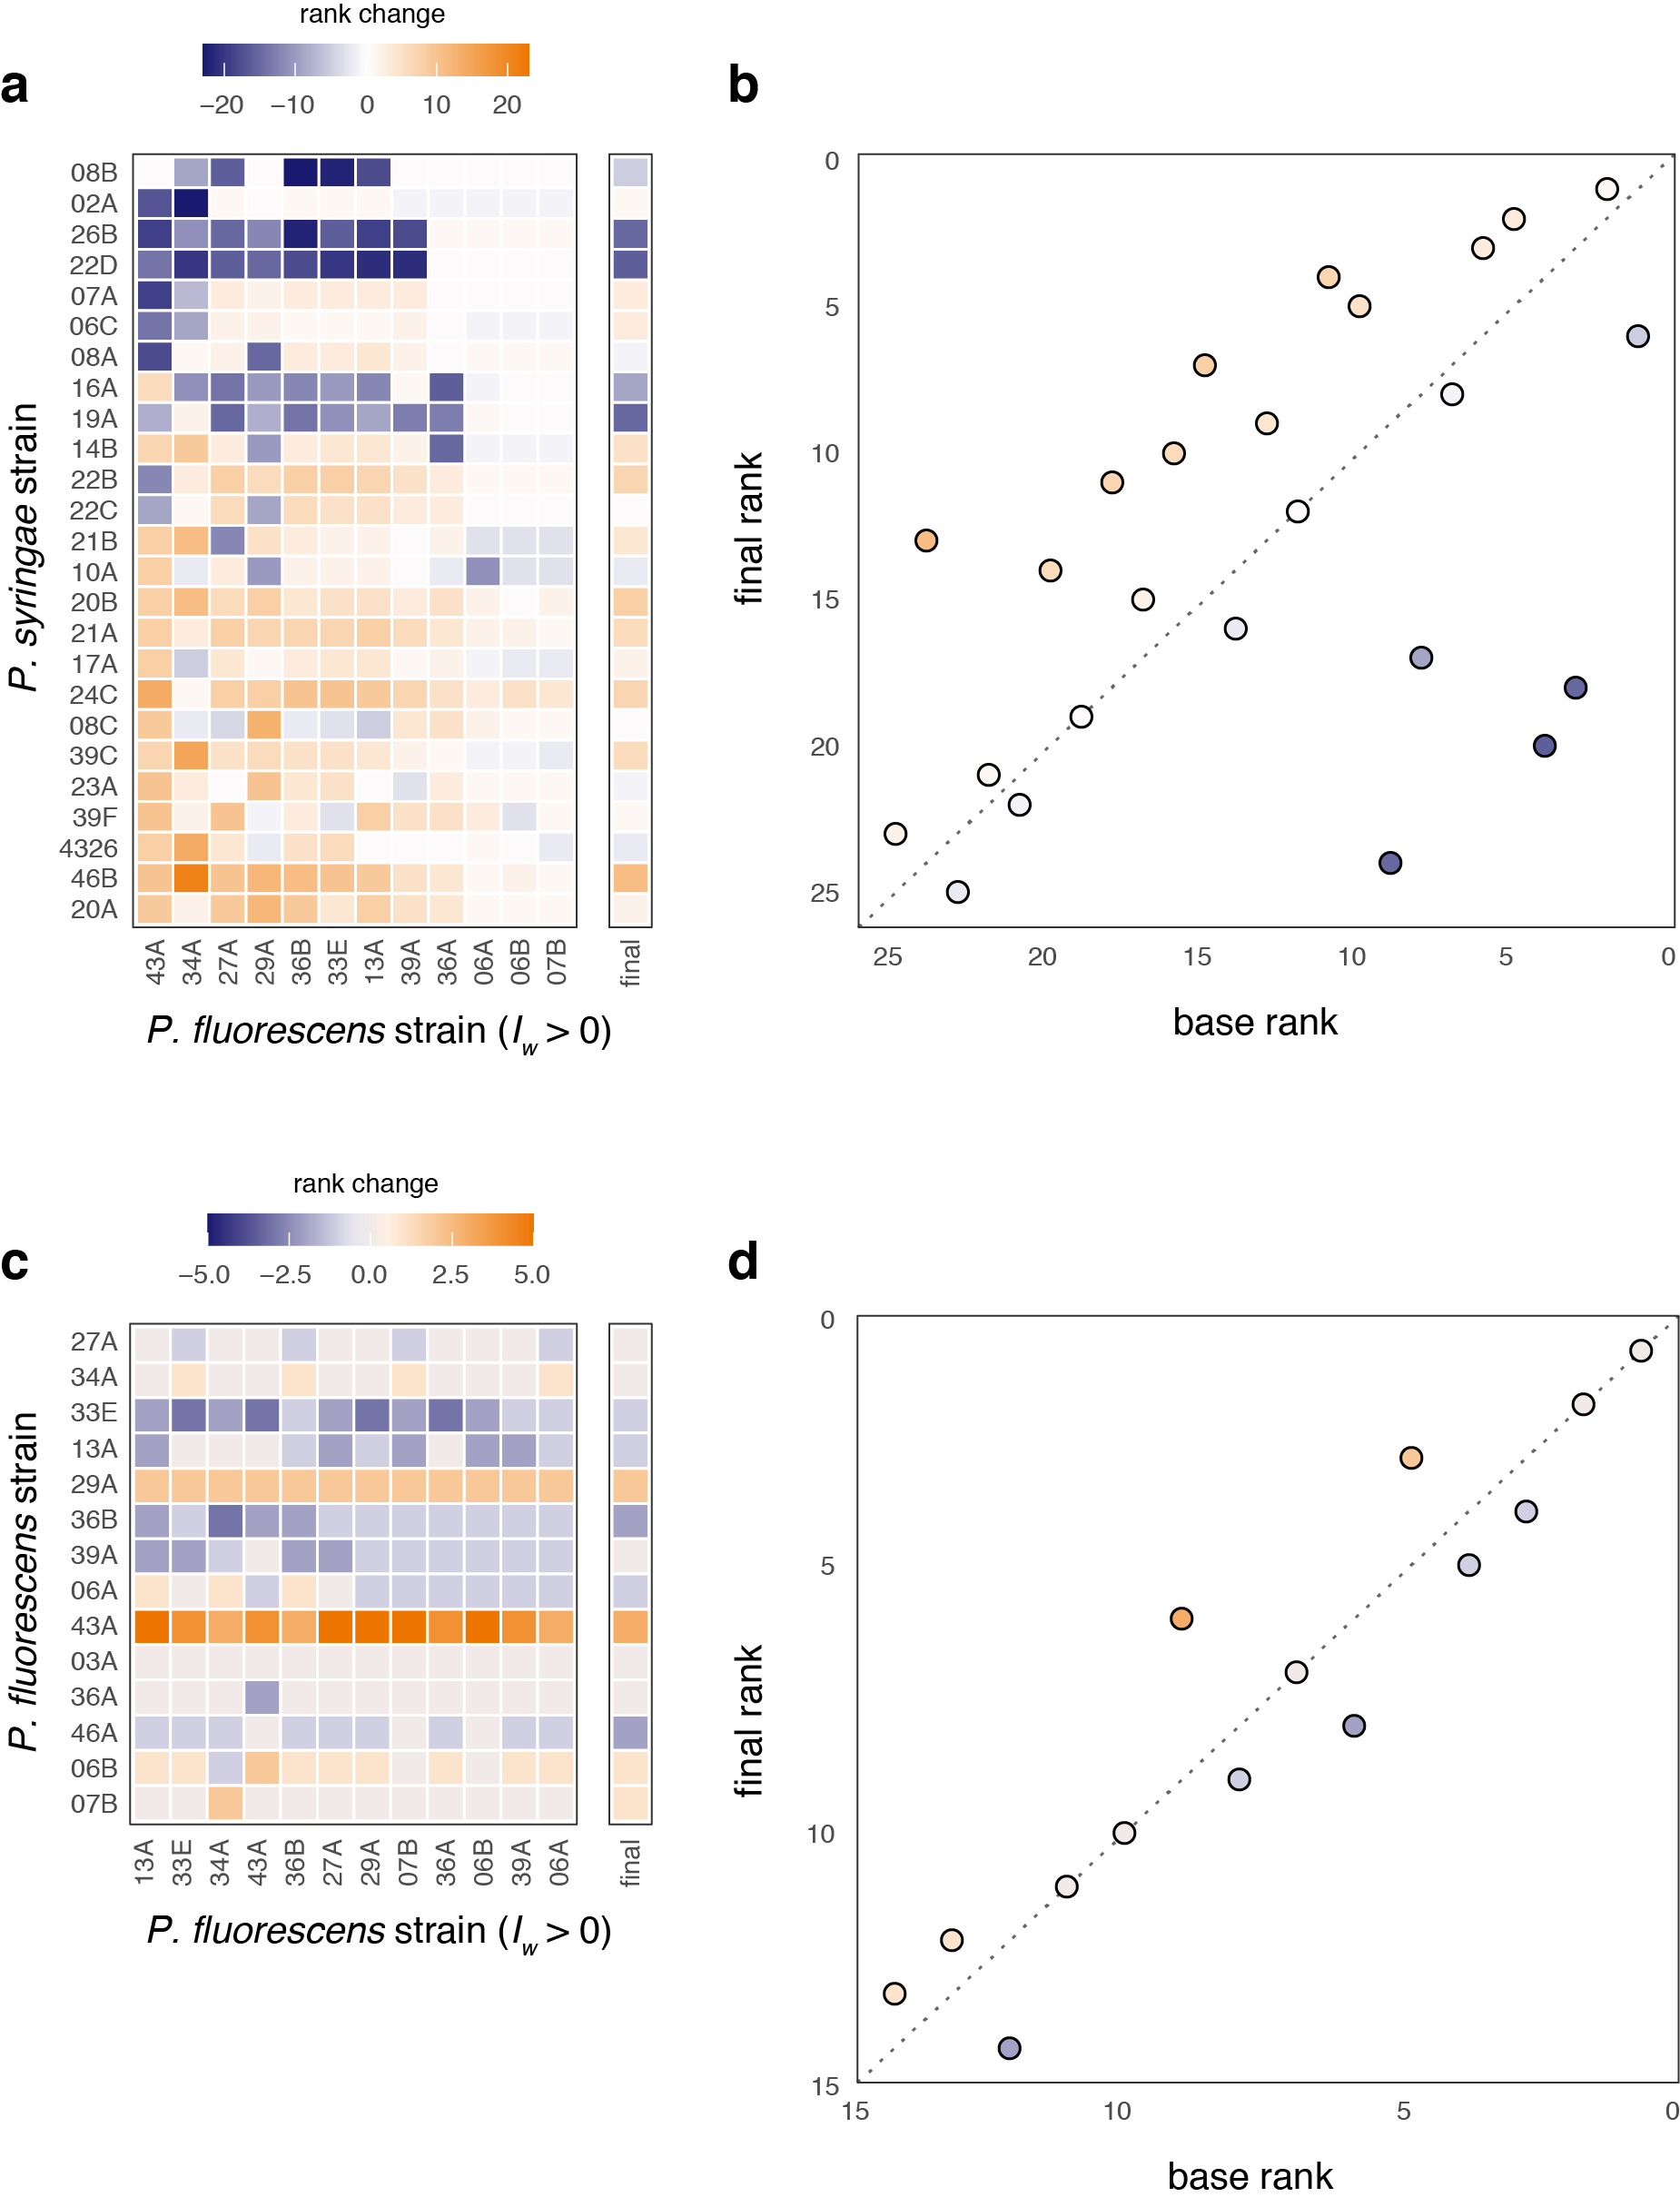 rank change
a
b
−20 −10 0 10 20
08B
02A
26B
22D
07A
06C
08A
16A
19A
14B
22B
22C
21B
10A
20B
21A
17A
24C
08C
39C
23A
39F
4326
46B
20A
P. syringae strain
43A 34A 27A 29A 36B 33E 13A 39A 36A 06A 06B 07B final
P. fluorescens strain (Iw > 0)
0
5
10
15
20
25
final rank
25 20 15 10 5 0
base rank
rank change
c
d
−5.0 −2.5 0.0 2.5 5.0
27A
34A
33E
13A
29A
36B
39A
06A
43A
03A
36A
46A
06B
07B
P. fluorescens strain
13A 33E 34A 43A 36B 27A 29A 07B 36A 06B 39A 06A final
P. fluorescens strain (Iw > 0)
0
5
10
15
final rank
15 10 5 0
base rank